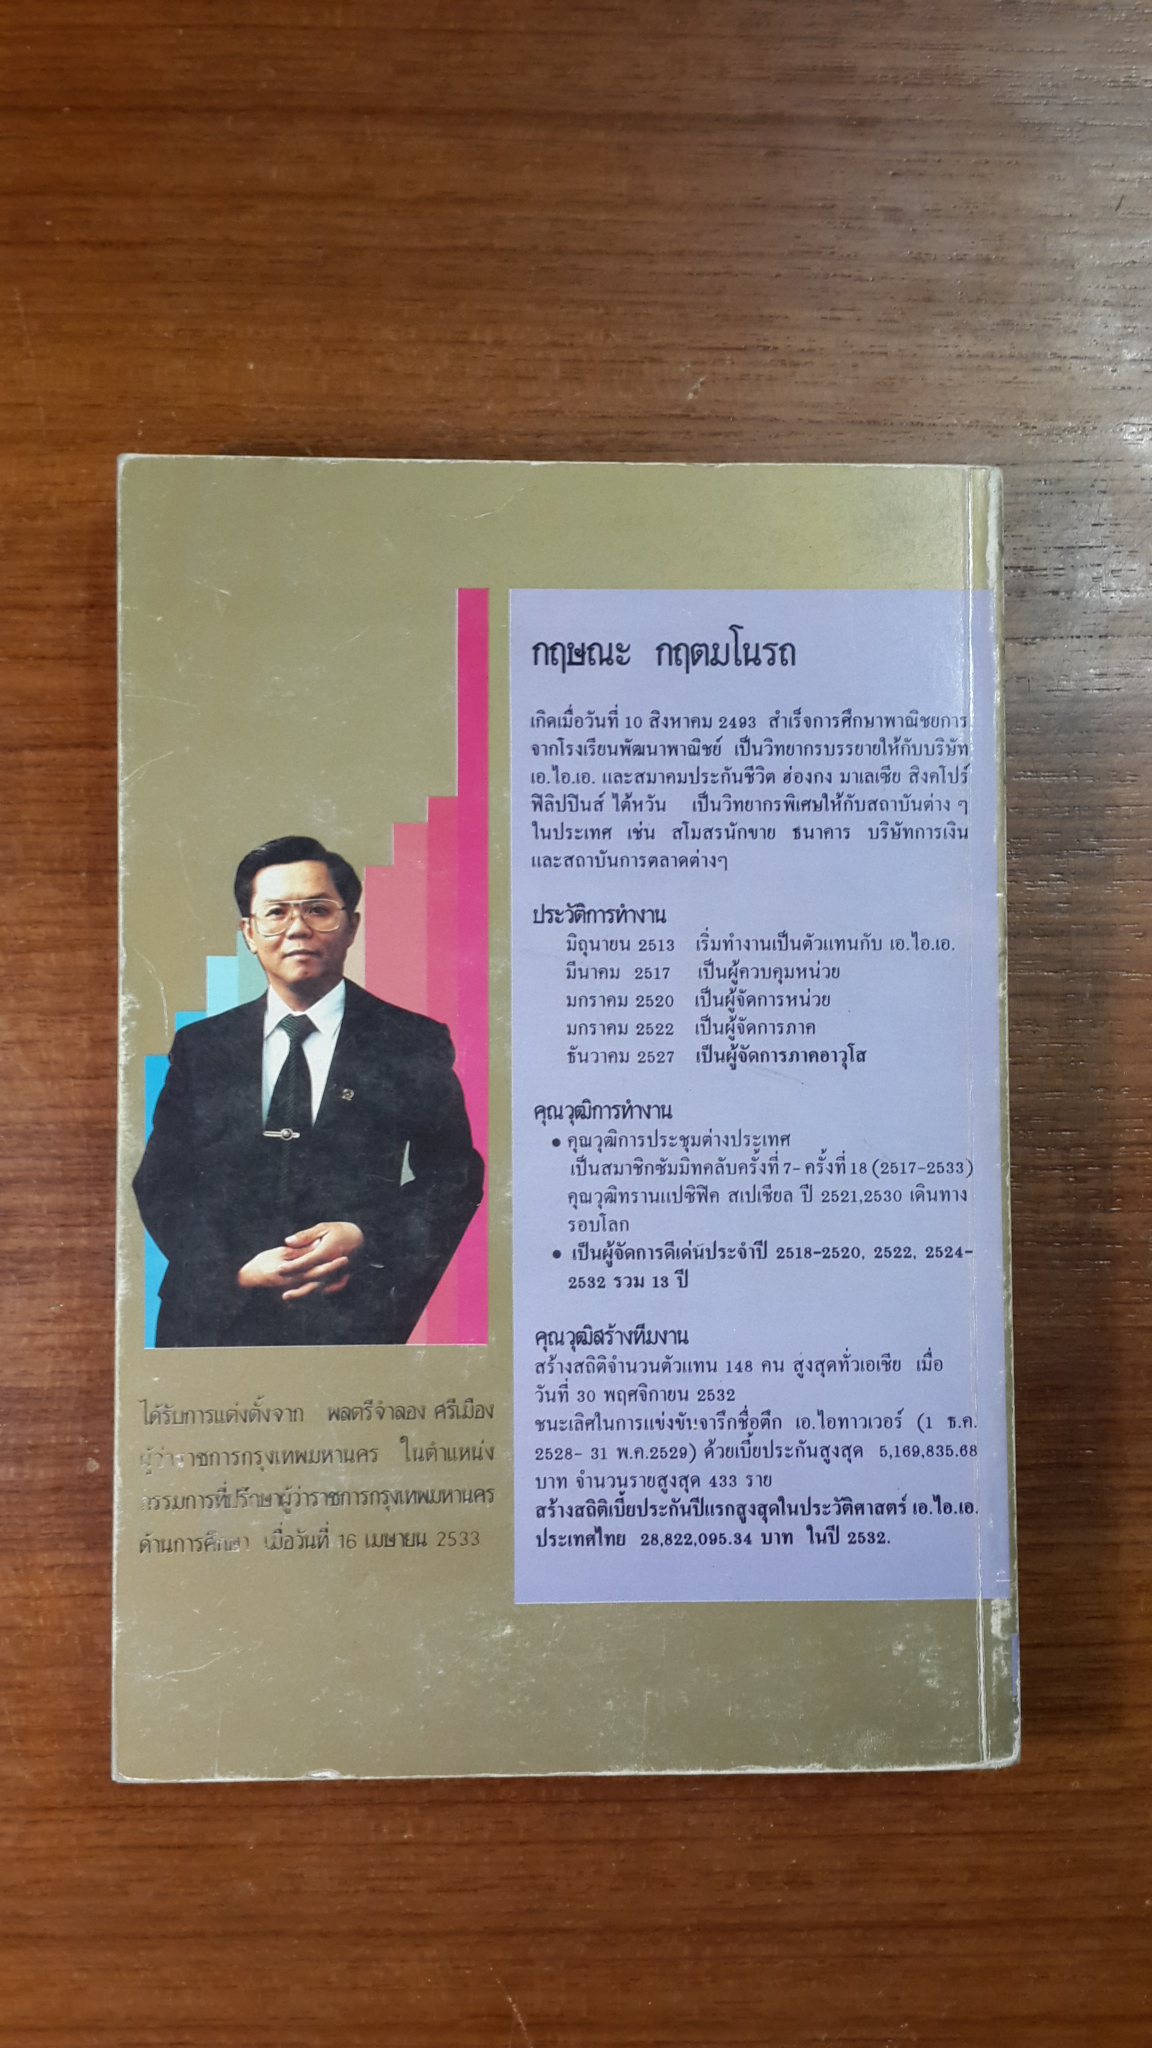 กฤษณะ กฤตมโนรถ
เกิดเมื่อวันที่ 10 สิงหาคม 2493 สำเร็จการศึกษาพาณิชยการ
จากโรงเรียนพัฒนาพาณิชย์ เป็นวิทยากรบรรยายให้กับบริษัท
เอ.ไอ.เอ. และสมาคมประกันชีวิต ฮ่องกง มาเลเซีย สิงคโปร์
ฟิลิปปินส์ ไต้หวัน เป็นวิทยากรพิเศษให้กับสถาบันต่าง ๆ
ในประเทศ เช่น สโมสรนักขาย ธนาคาร บริษัทการเงิน
และสถาบันการตลาดต่างๆ
ประวัติการทำงาน
มิถุนายน 2513 เริ่มทำงานเป็นตัวแทนกับ เอ.ไอ.เอ.
มีนาคม 2517 เป็นผู้ควบคุมหน่วย
มกราคม 2520 เป็นผู้จัดการหน่วย
มกราคม 2522 เป็นผู้จัดการภาค
ธันวาคม 2527 เป็นผู้จัดการภาคอาวุโส
คุณวุฒิการทำงาน
● คุณวุฒิการประชุมต่างประเทศ
เป็นสมาชิกซัมมิทคลับครั้งที่ 7- ครั้งที่ 18 (2517-2533)
คุณวุฒิทรานแปซิฟิค สเปเชียล ปี 2521,2530 เดินทาง
รอบโลก
● เป็นผู้จัดการดีเด่นประจำปี 2518-2520, 2522, 2524-
2532 รวม 13 ปี
คุณวุฒิสร้างทีมงาน
สร้างสถิติจำนวนตัวแทน 148 คน สูงสุดทั่วเอเชีย เมื่อ
วันที่ 30 พฤศจิกายน 2532
ชนะเลิศในการแข่งขันจารึกชื่อตึก เอ.ไอทาวเวอร์ (1 ธ.ค.
2528- 31 พ.ค.2529) ด้วยเบี้ยประกันสูงสุด 5,169,835.68
บาท จำนวนรายสูงสุด 433 ราย
สร้างสถิติเบี้ยประกันปีแรกสูงสุดในประวัติศาสตร์ เอ.ไอ.เอ.
ประเทศไทย 28,822,095.34 บาท ในปี 2532.
ได้รับการแต่งตั้งจาก พลตรีจำลอง ศรีเมือง
ผู้ว่าราชการกรุงเทพมหานคร ในตำแหน่ง
กรรมการที่ปรึกษาผู้ว่าราชการกรุงเทพมหานคร
ด้านการศึกษา เมื่อวันที่ 16 เมษายน 2533